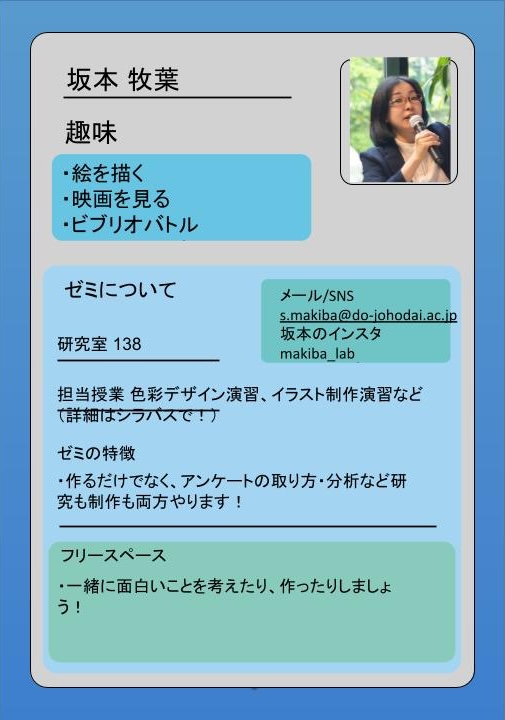 坂本 牧葉
趣味
・絵を描く
・映画を見る
・ビブリオバトル
ゼミについて
メール/SNS
s.makiba@do-johodai.ac.jp
坂本のインスタ
makiba_lab
研究室 138
担当授業 色彩デザイン演習、イラスト制作演習など
（詳細はシラバスで！）
ゼミの特徴
・作るだけでなく、アンケートの取り方・分析など研
究も制作も両方やります！
フリースペース
・一緒に面白いことを考えたり、作ったりしましょ
う！